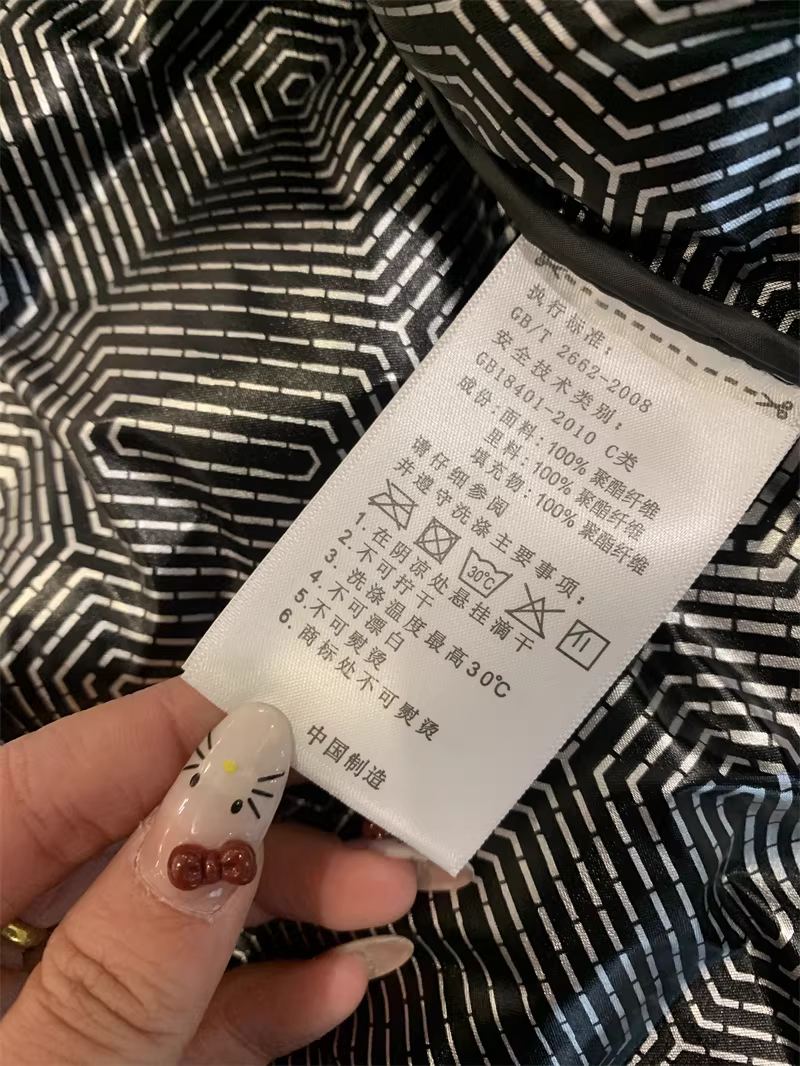 执行标准：
GB/T 2662-2008
安全技术类别：
GB18401-2010 C类
成份：面料：100% 聚酯纤维
里料：100% 聚酯纤维
填充物：100% 聚酯纤维
请仔细参阅
并遵守洗涤主要事项：
30℃
1. 在阴凉处悬挂滴干
2. 不可拧干
3. 洗涤温度最高30℃
4. 不可漂白
5. 不可熨烫
6. 商标处不可熨烫
中国制造